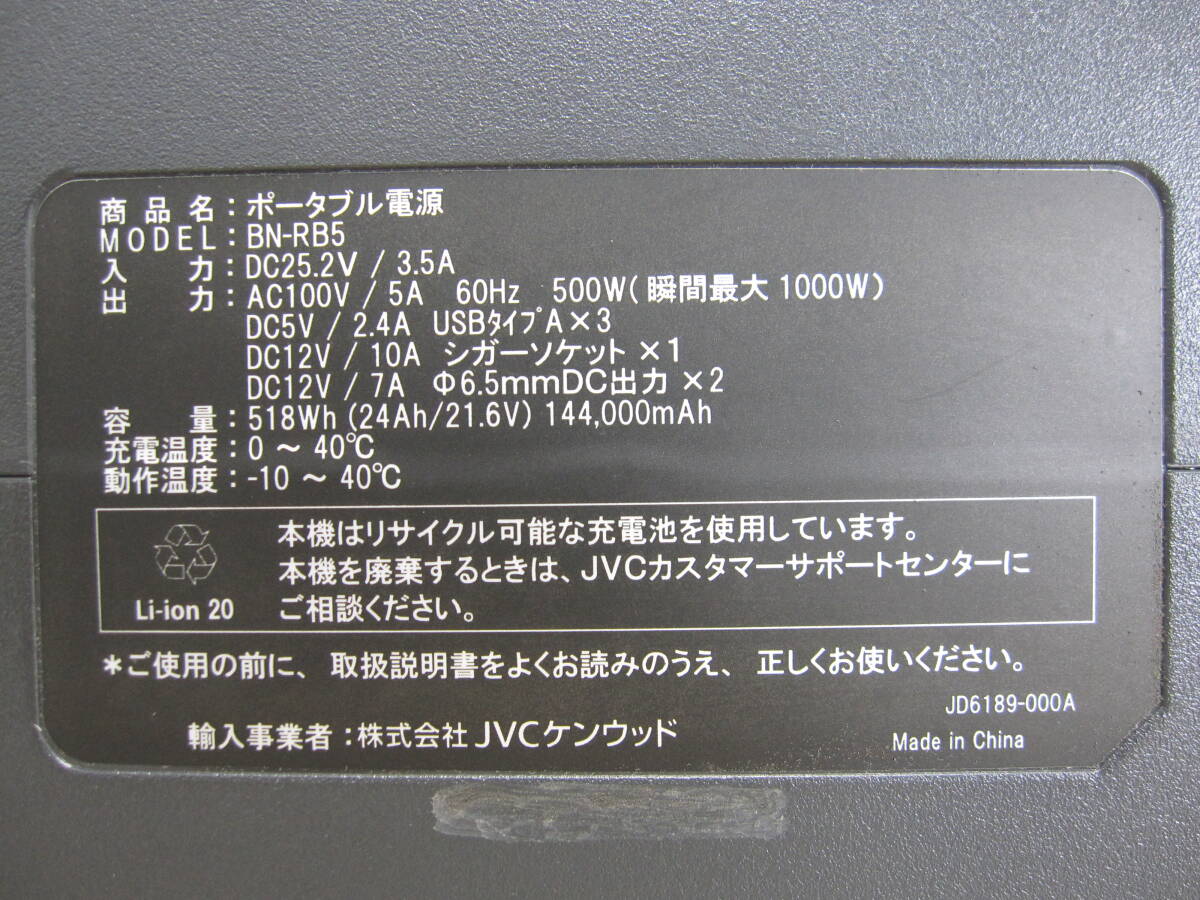 商品名：ポータブル電源
MODEL：BN-RB5
入力：DC25.2V / 3.5A
出力：AC100V / 5A 60Hz 500W(瞬間最大1000W)
DC5V / 2.4A USBﾀｲﾌﾟA×3
DC12V / 10A シガーソケット×1
DC12V / 7A Φ6.5mmDC出力×2
容量：518Wh (24Ah/21.6V) 144,000mAh
充電温度：0 ～ 40℃
動作温度：-10 ～ 40℃
本機はリサイクル可能な充電池を使用しています。
本機を廃棄するときは、JVCカスタマーサポートセンターに
ご相談ください。
Li-ion 20
＊ご使用の前に、取扱説明書をよくお読みのうえ、正しくお使いください。
JD6189-000A
輸入事業者：株式会社 JVCケンウッド
Made in China